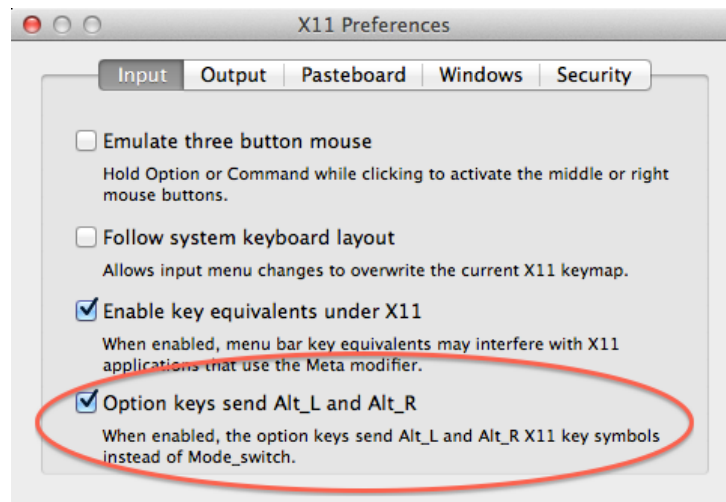 X11 Preferences
Input Output Pasteboard Windows Security
Emulate three button mouse
Hold Option or Command while clicking to activate the middle or right
mouse buttons.
Follow system keyboard layout
Allows input menu changes to overwrite the current X11 keymap.
Enable key equivalents under X11
When enabled, menu bar key equivalents may interfere with X11
applications that use the Meta modifier.
Option keys send Alt_L and Alt_R
When enabled, the option keys send Alt_L and Alt_R X11 key symbols
instead of Mode_switch.